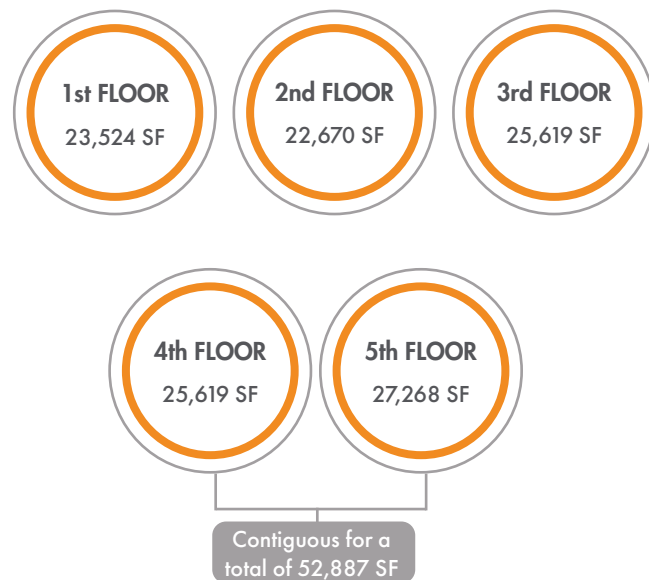 1st FLOOR
23,524 SF
2nd FLOOR
22,670 SF
3rd FLOOR
25,619 SF
4th FLOOR
25,619 SF
5th FLOOR
27,268 SF
Contiguous for a
total of 52,887 SF